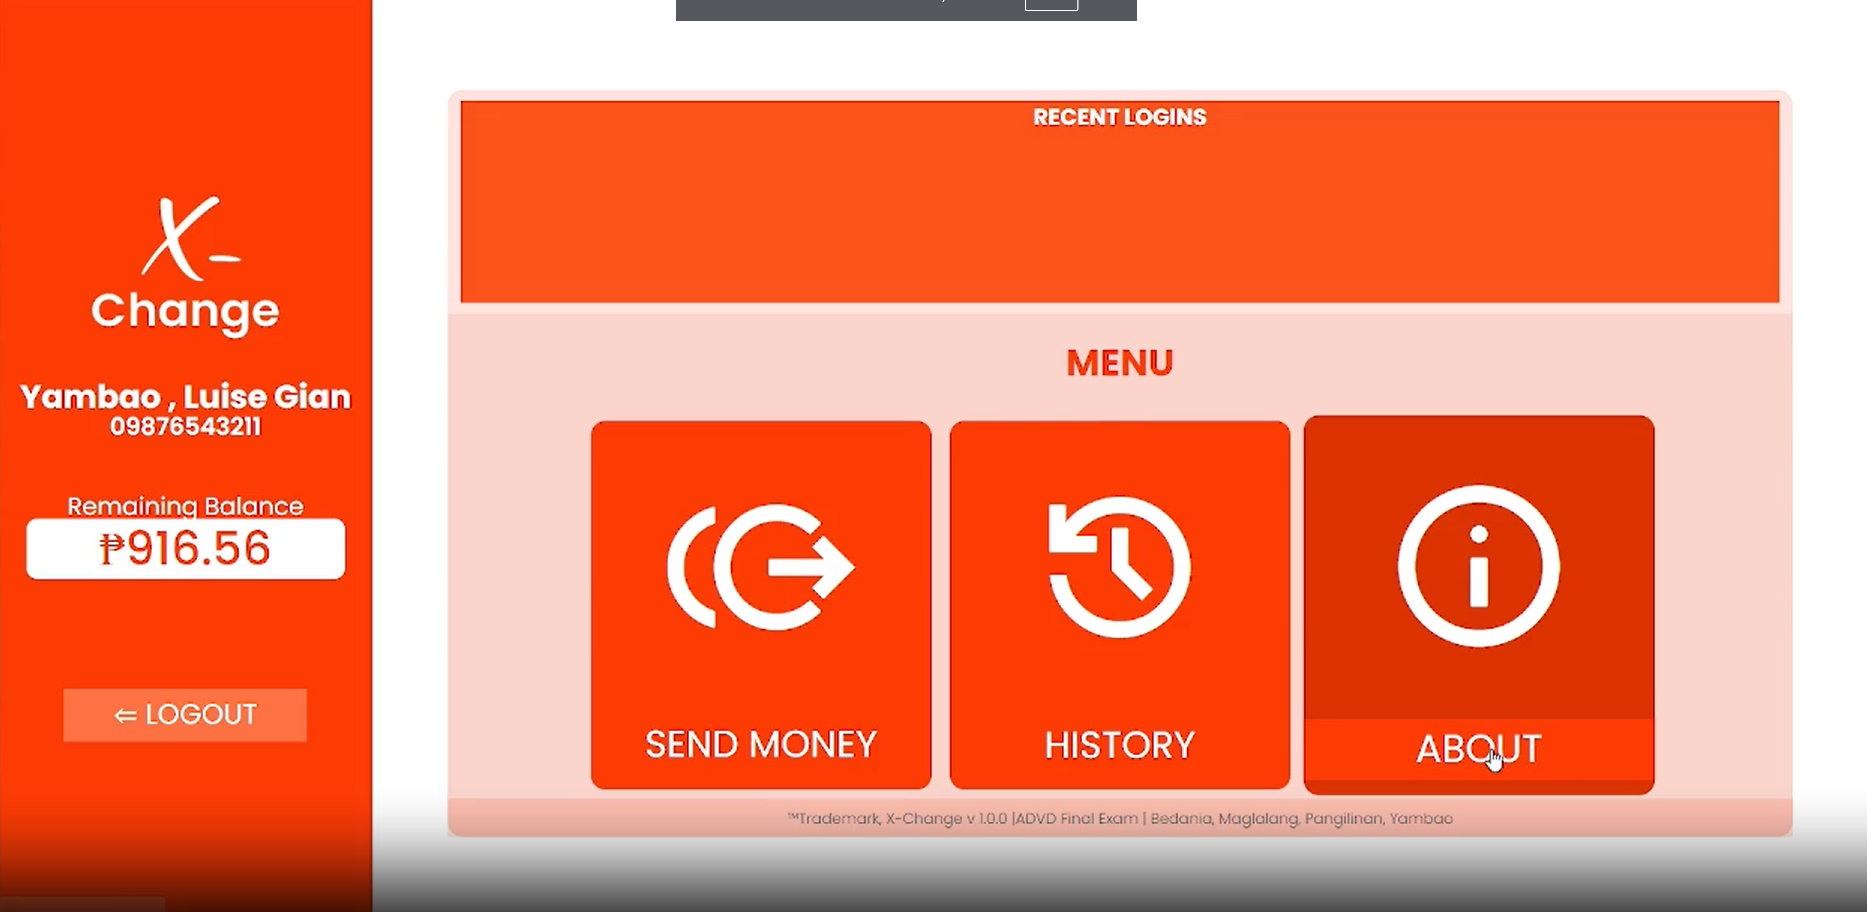 X-
Change
Yambao , Luise Gian
09876543211
Remaining Balance
₱916.56
⇐ LOGOUT
RECENT LOGINS
MENU
SEND MONEY
HISTORY
ABOUT
™Trademark, X-Change v 1.0.0 |ADVD Final Exam | Bedania, Maglalang, Pangilinan, Yambao